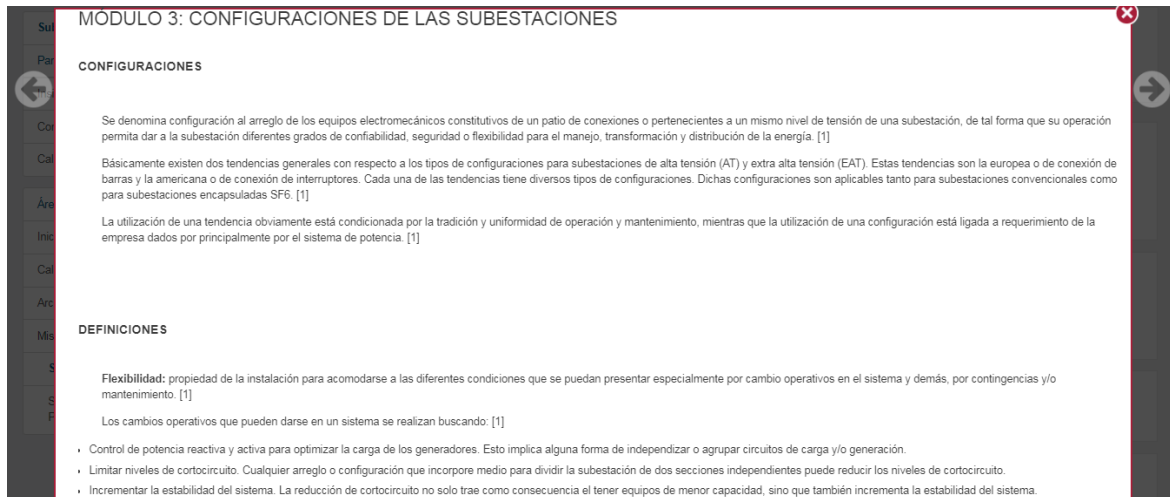 MÓDULO 3: CONFIGURACIONES DE LAS SUBESTACIONES
CONFIGURACIONES
Se denomina configuración al arreglo de los equipos electromecánicos constitutivos de un patio de conexiones o pertenecientes a un mismo nivel de tensión de una subestación, de tal forma que su operación
permita dar a la subestación diferentes grados de confiabilidad, seguridad o flexibilidad para el manejo, transformación y distribución de la energía. [1]
Básicamente existen dos tendencias generales con respecto a los tipos de configuraciones para subestaciones de alta tensión (AT) y extra alta tensión (EAT). Estas tendencias son la europea o de conexión de
barras y la americana o de conexión de interruptores. Cada una de las tendencias tiene diversos tipos de configuraciones. Dichas configuraciones son aplicables tanto para subestaciones convencionales como
para subestaciones encapsuladas SF6. [1]
La utilización de una tendencia obviamente está condicionada por la tradición y uniformidad de operación y mantenimiento, mientras que la utilización de una configuración está ligada a requerimiento de la
empresa dados por principalmente por el sistema de potencia. [1]
DEFINICIONES
Flexibilidad: propiedad de la instalación para acomodarse a las diferentes condiciones que se puedan presentar especialmente por cambio operativos en el sistema y demás, por contingencias y/o
mantenimiento. [1]
Los cambios operativos que pueden darse en un sistema se realizan buscando: [1]
Control de potencia reactiva y activa para optimizar la carga de los generadores. Esto implica alguna forma de independizar o agrupar circuitos de carga y/o generación.
Limitar niveles de cortocircuito. Cualquier arreglo o configuración que incorpore medio para dividir la subestación de dos secciones independientes puede reducir los niveles de cortocircuito.
Incrementar la estabilidad del sistema. La reducción de cortocircuito no solo trae como consecuencia el tener equipos de menor capacidad, sino que también incrementa la estabilidad del sistema.